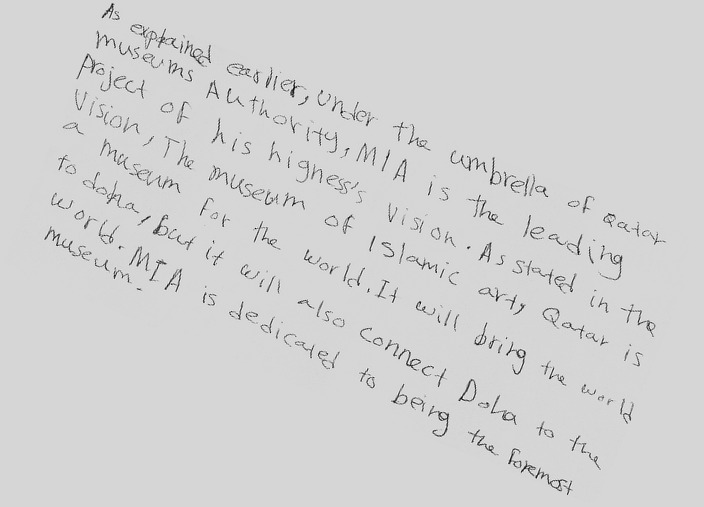 As explained earlier, under the umbrella of Qatar
museums Authority, MIA is the leading
project of his higness's vision. As stated in the
Vision, The museum of Islamic arty Qatar is
a museum for the world. It will bring the world
to doha, but it will also connect Doha to the
world. MIA is dedicated to being the foremost
museum.